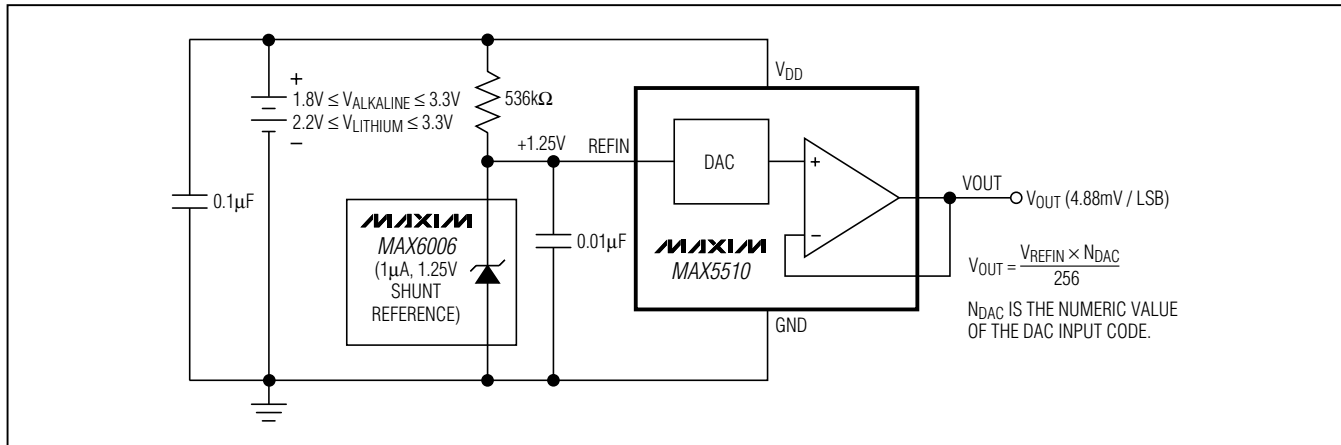 +
1.8V ≤ VALKALINE ≤ 3.3V
2.2V ≤ VLITHIUM ≤ 3.3V
−
536kΩ
+1.25V
REFIN
VDD
DAC
+
−
VOUT
VOUT (4.88mV / LSB)
0.1µF
MAXIM
MAX6006
(1µA, 1.25V
SHUNT
REFERENCE)
0.01µF
MAXIM
MAX5510
GND
VOUT = VREFIN × NDAC
256
NDAC IS THE NUMERIC VALUE
OF THE DAC INPUT CODE.